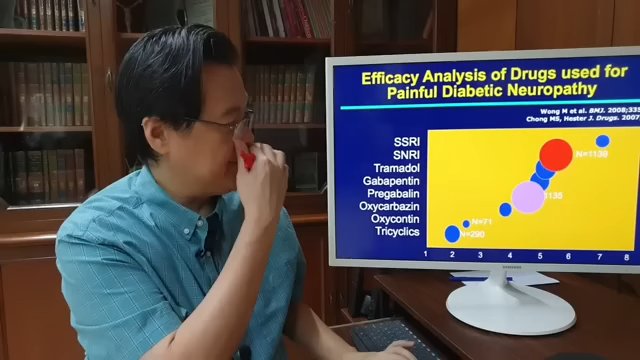 Efficacy Analysis of Drugs used for
Painful Diabetic Neuropathy
Wong M et al. BMJ. 2008;335
Chong MS, Hester J. Drugs. 2007
SSRI
SNRI
Tramadol
Gabapentin
Pregabalin
Oxycarbazin
Oxycontin
Tricyclics
N=1139
1135
N=71
N=290
1 2 3 4 5 6 7 8
SAMSUNG